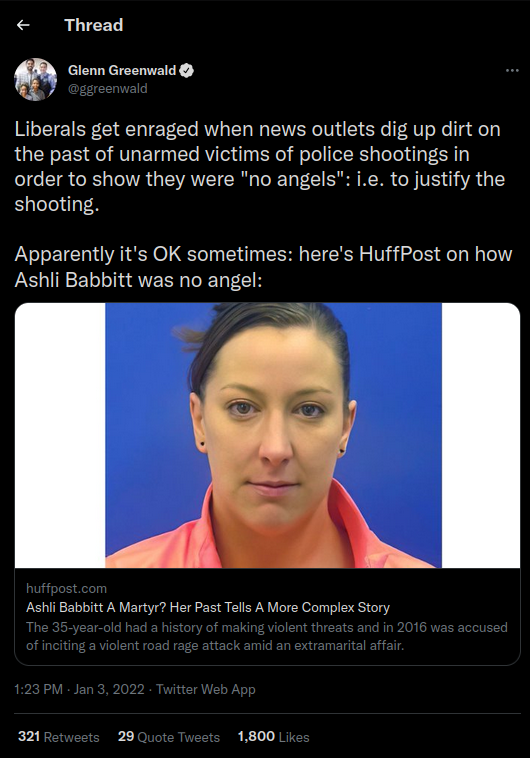 Thread
Glenn Greenwald
@ggreenwald
Liberals get enraged when news outlets dig up dirt on
the past of unarmed victims of police shootings in
order to show they were "no angels": i.e. to justify the
shooting.
Apparently it's OK sometimes: here's HuffPost on how
Ashli Babbitt was no angel:
huffpost.com
Ashli Babbitt A Martyr? Her Past Tells A More Complex Story
The 35-year-old had a history of making violent threats and in 2016 was accused
of inciting a violent road rage attack amid an extramarital affair.
1:23 PM · Jan 3, 2022 · Twitter Web App
321 Retweets 29 Quote Tweets 1,800 Likes